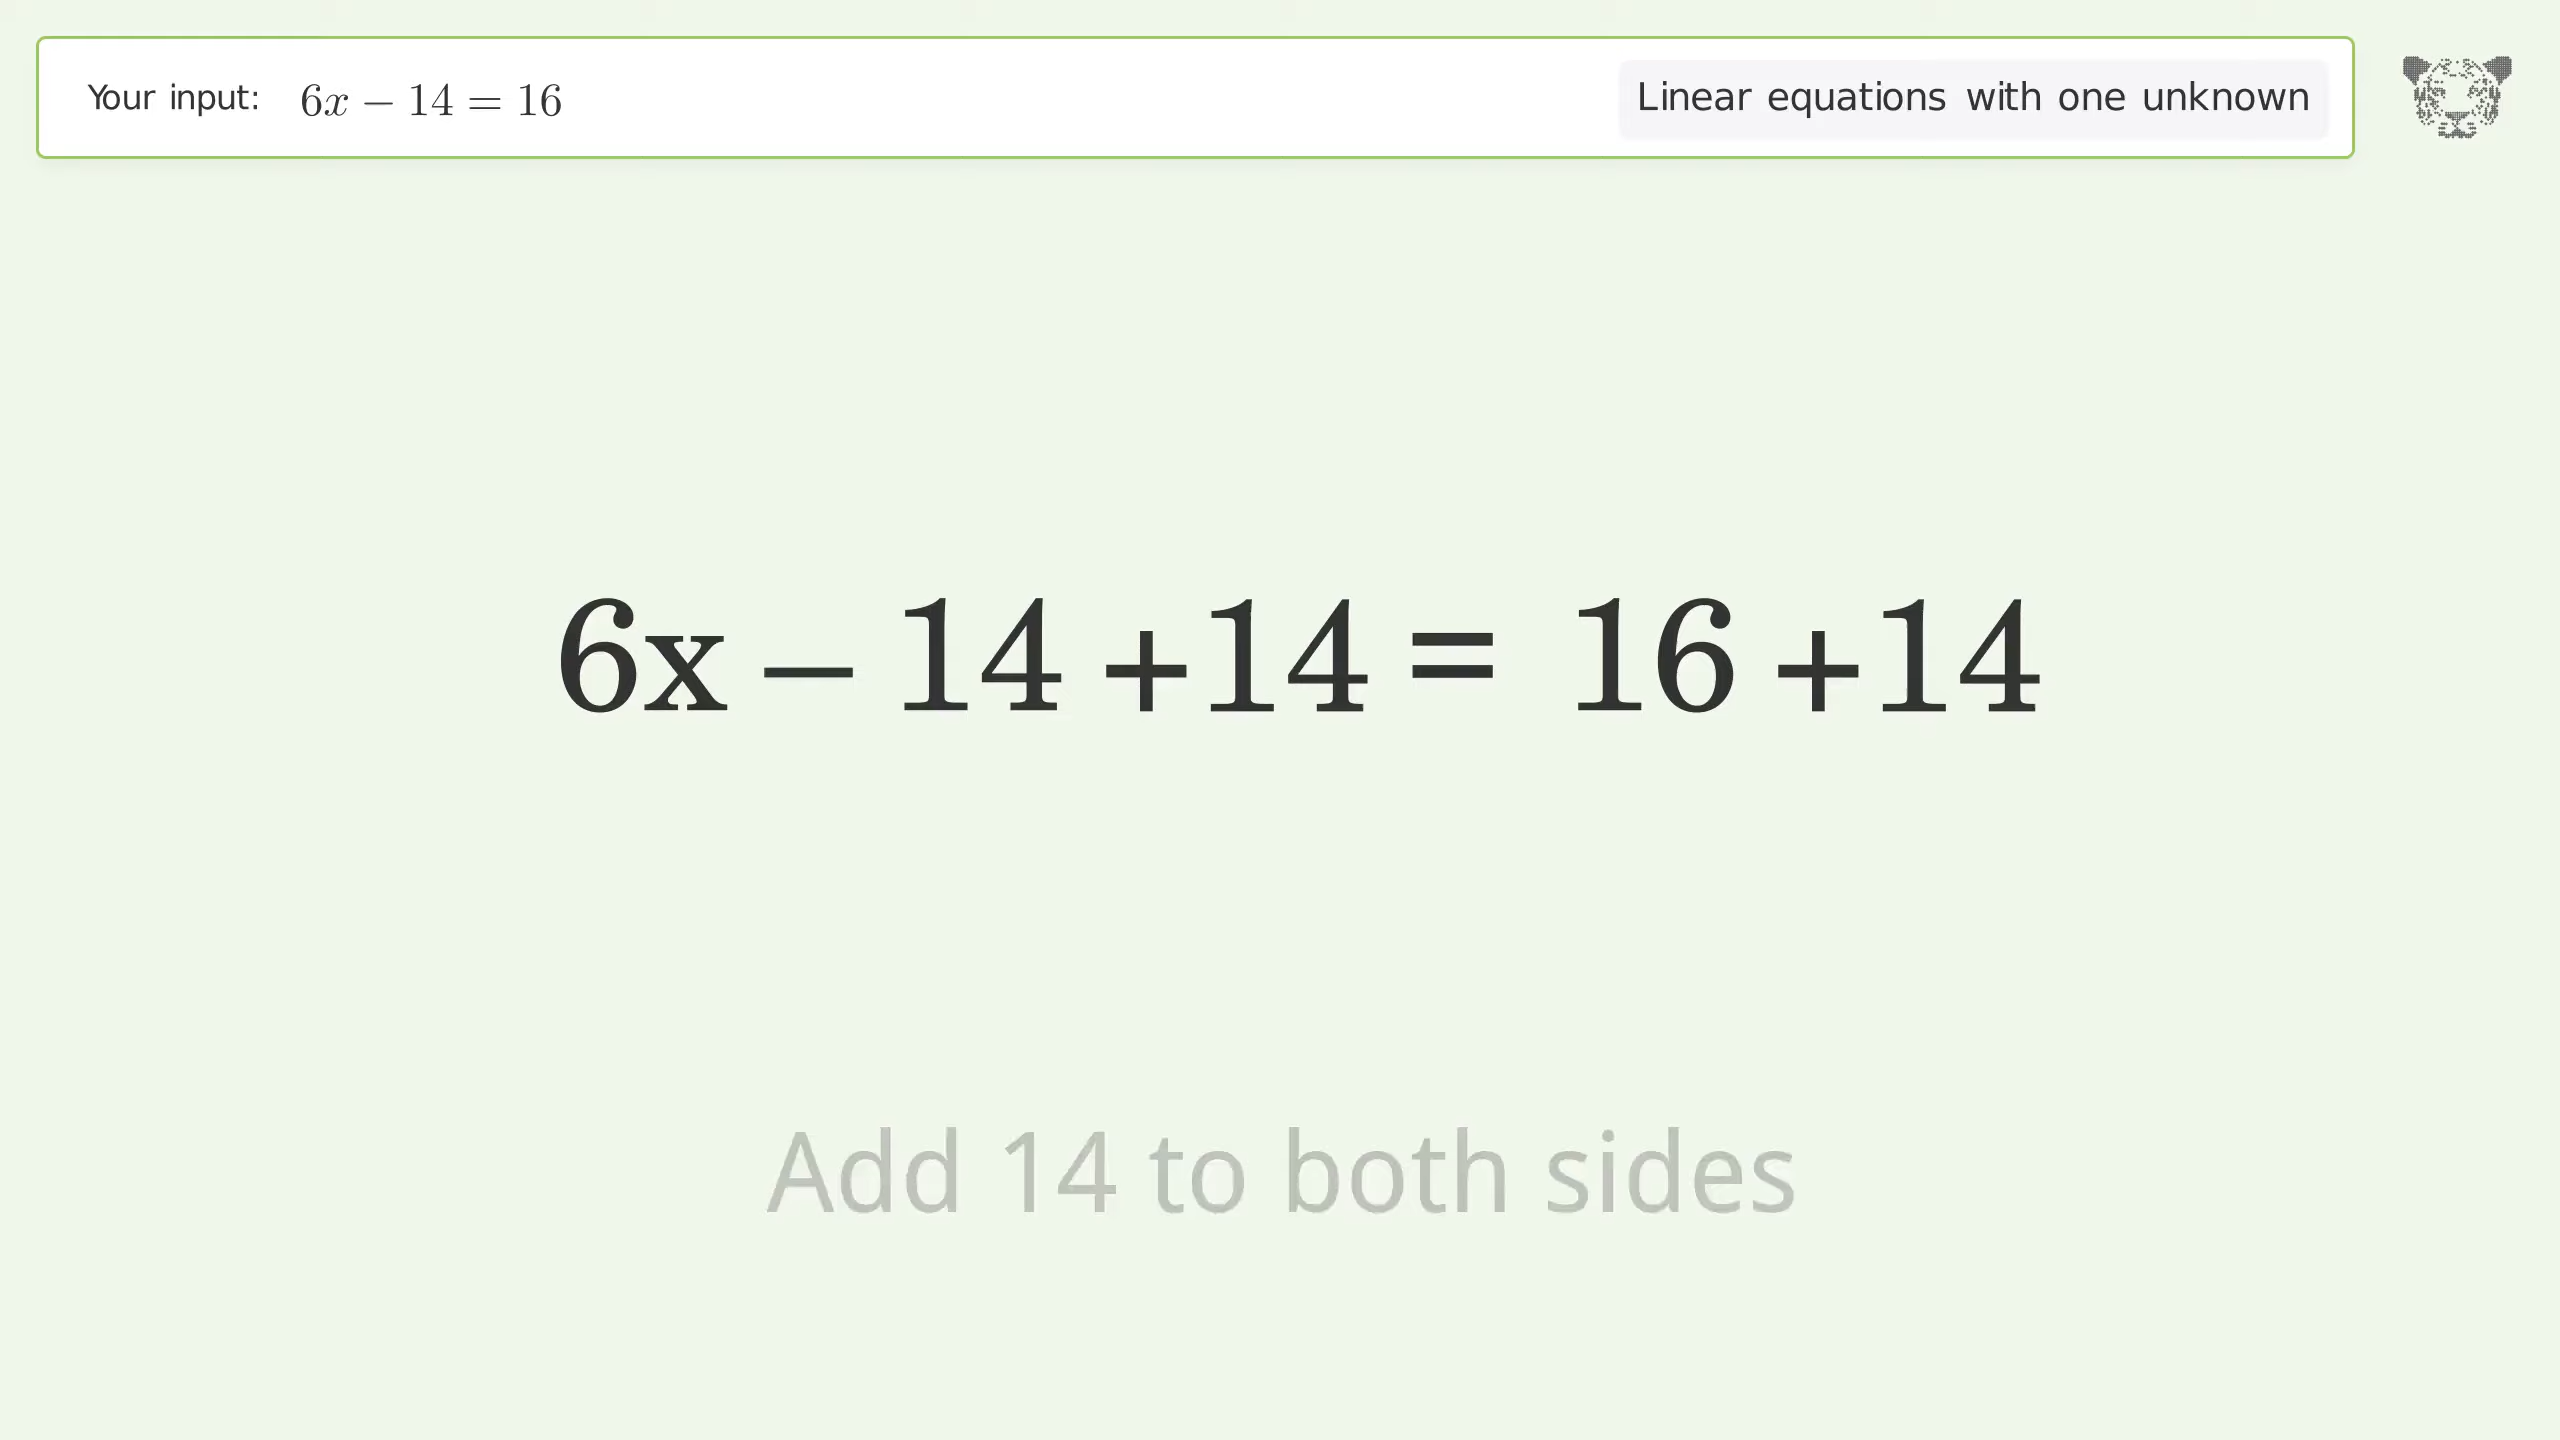 Your input: 6x – 14 = 16 Linear equations with one unknown
6x – 14 +14 = 16 +14
Add 14 to both sides